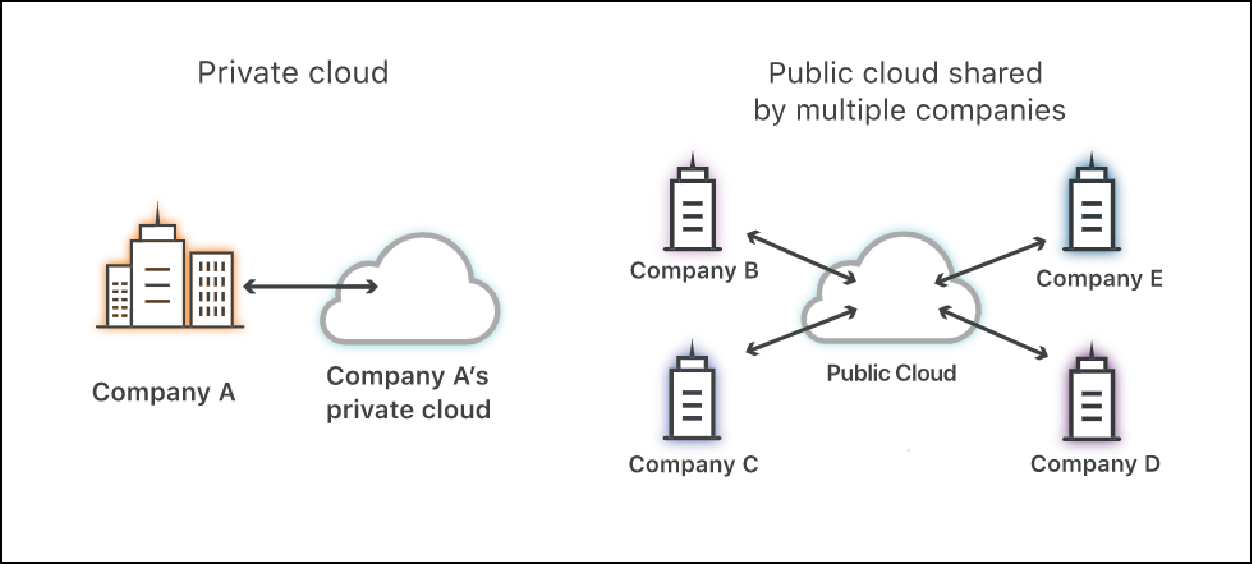 Private cloud
Company A
Company A's
private cloud
Public cloud shared
by multiple companies
Company B
Company E
Public Cloud
Company C
Company D